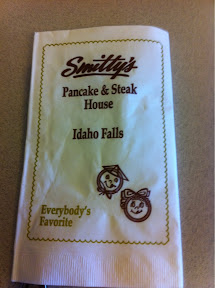 Smitty's
Pancake & Steak
House
Idaho Falls
Everybody's
Favorite